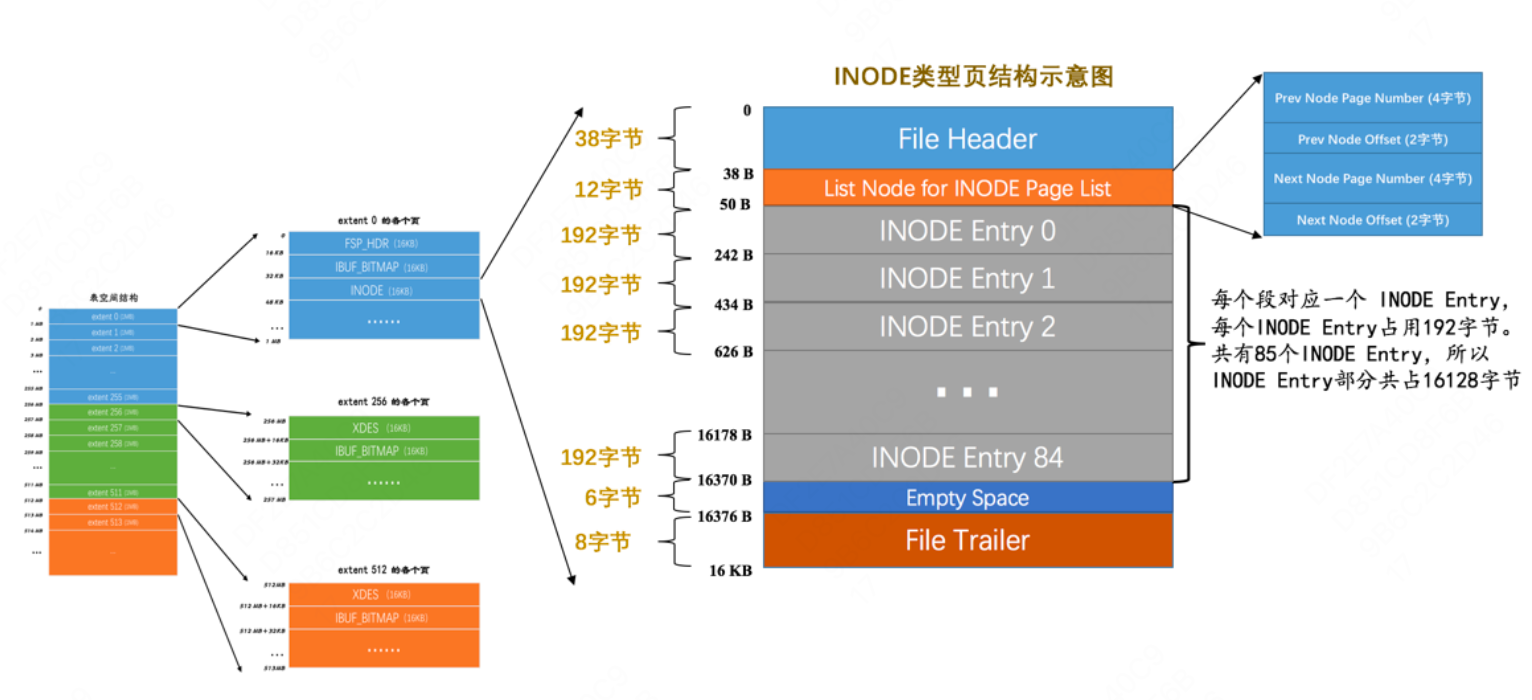 INODE类型页结构示意图
表空间结构
0
extent 0 (1MB)
1 MB
extent 1 (1MB)
2 MB
extent 2 (1MB)
3 MB
...
...
255 MB
extent 255 (1MB)
256 MB
extent 256 (1MB)
257 MB
extent 257 (1MB)
258 MB
extent 258 (1MB)
259 MB
...
...
511 MB
extent 511 (1MB)
512 MB
extent 512 (1MB)
513 MB
extent 513 (1MB)
514 MB
...
...
extent 0 的各个页
0
FSP_HDR (16KB)
16 KB
IBUF_BITMAP (16KB)
32 KB
INODE (16KB)
48 KB
...
......
1 MB
extent 256 的各个页
256 MB
XDES (16KB)
256 MB+16KB
IBUF_BITMAP (16KB)
256 MB+32KB
...
......
257 MB
extent 512 的各个页
512MB
XDES (16KB)
512 MB+16KB
IBUF_BITMAP (16KB)
512 MB+32KB
...
......
513MB
0
38字节
File Header
38 B
12字节
List Node for INODE Page List
50 B
192字节
INODE Entry 0
242 B
192字节
INODE Entry 1
434 B
192字节
INODE Entry 2
626 B
...
16178 B
192字节
INODE Entry 84
16370 B
6字节
Empty Space
16376 B
8字节
File Trailer
16 KB
Prev Node Page Number (4字节)
Prev Node Offset (2字节)
Next Node Page Number (4字节)
Next Node Offset (2字节)
每个段对应一个 INODE Entry,
每个INODE Entry占用192字节。
共有85个INODE Entry, 所以
INODE Entry部分共占16128字节